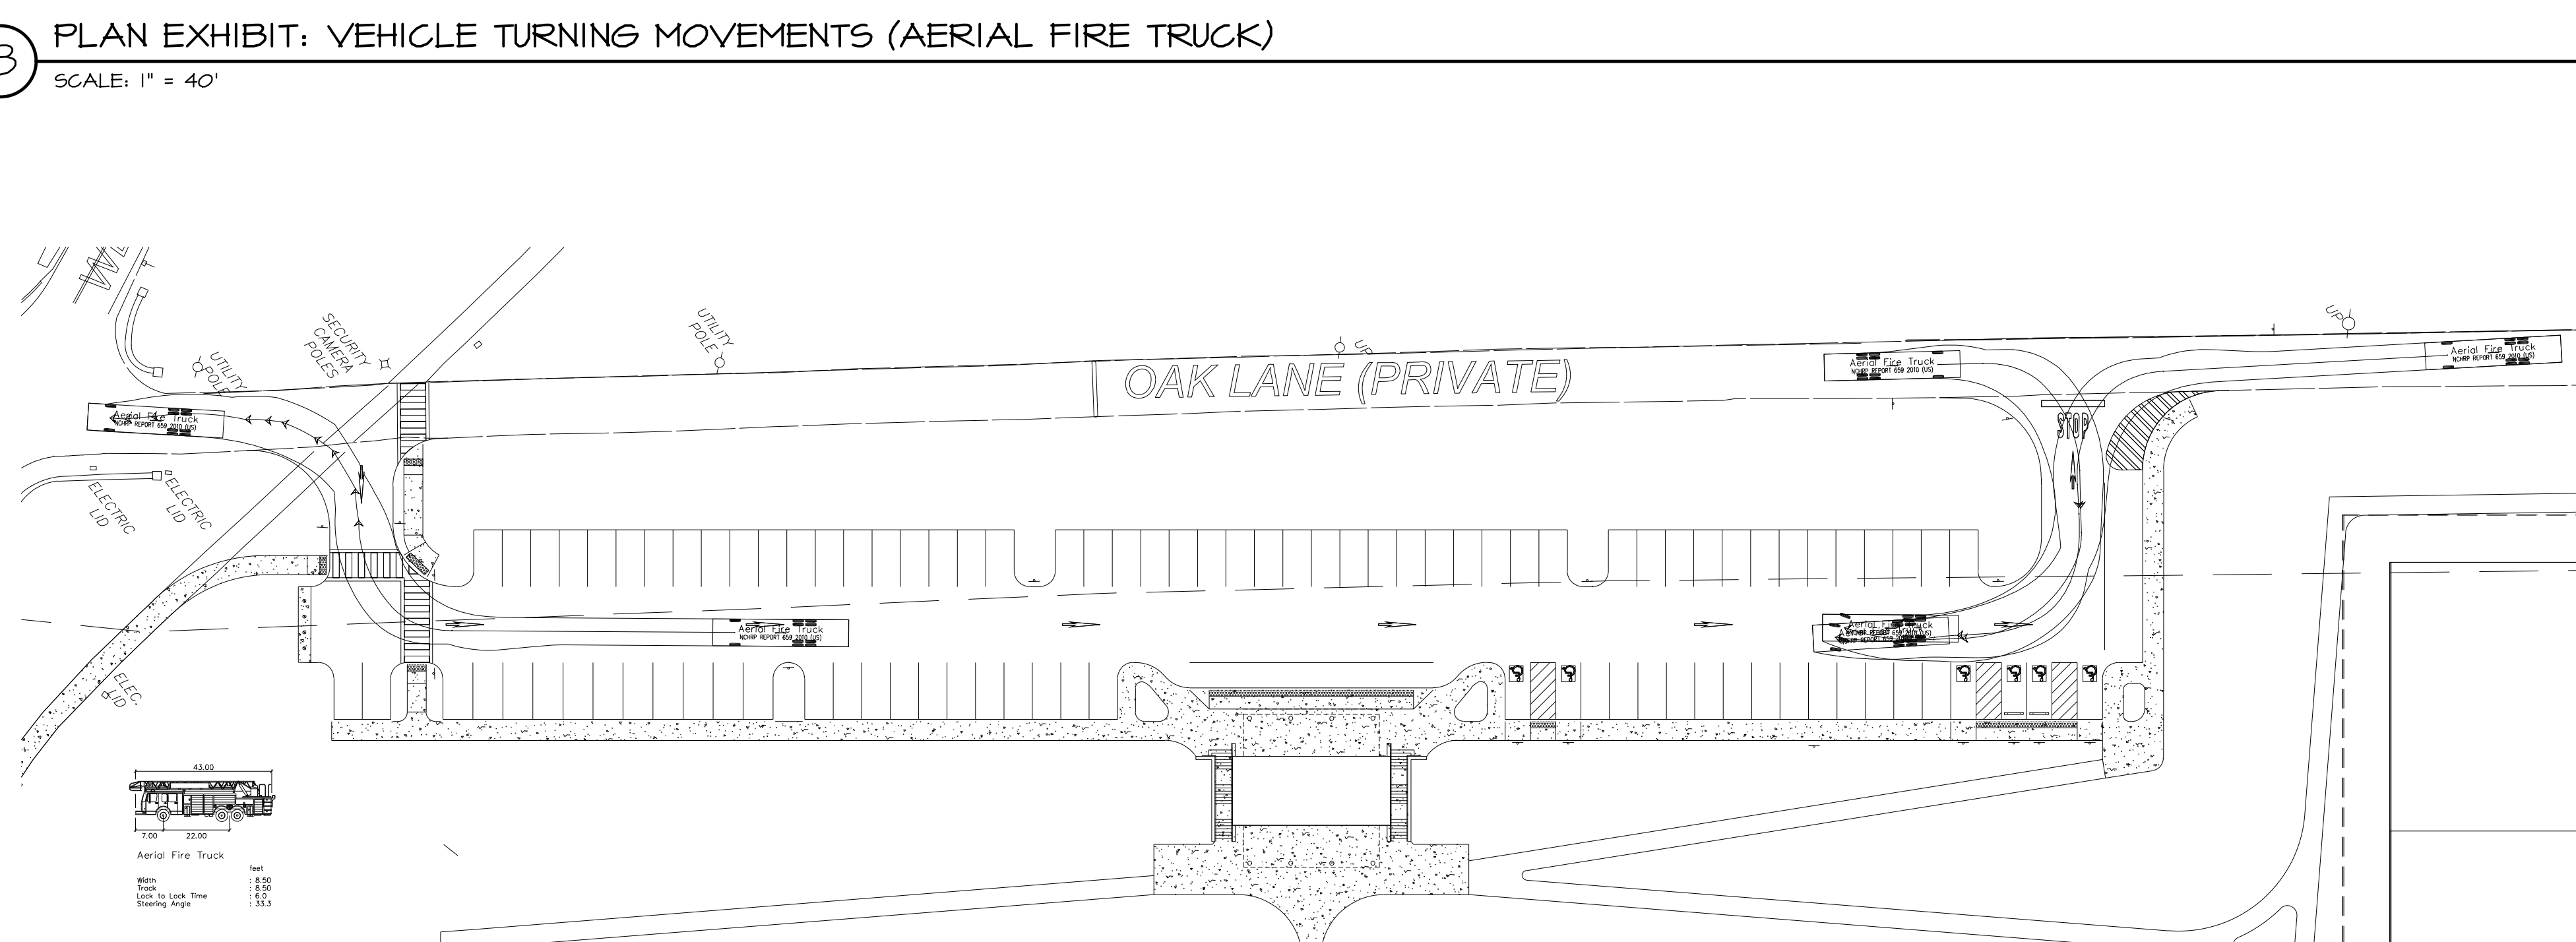 B
PLAN EXHIBIT: VEHICLE TURNING MOVEMENTS (AERIAL FIRE TRUCK)
SCALE: 1" = 40'
UTILITY
POLE
SECURITY
CAMERA
POLES
UTILITY
POLE
UP
UP
OAK LANE (PRIVATE)
Aerial Fire Truck
NCHRP REPORT 659 2010 (US)
Aerial Fire Truck
NCHRP REPORT 659 2010 (US)
Aerial Fire Truck
NCHRP REPORT 659 2010 (US)
STOP
ELECTRIC
LID
ELECTRIC
LID
Aerial Fire Truck
NCHRP REPORT 659 2010 (US)
Aerial Fire Truck
ELEC.
LID
43.00
7.00
22.00
Aerial Fire Truck
feet
Width : 8.50
Track : 8.50
Lock to Lock Time : 6.0
Steering Angle : 33.3